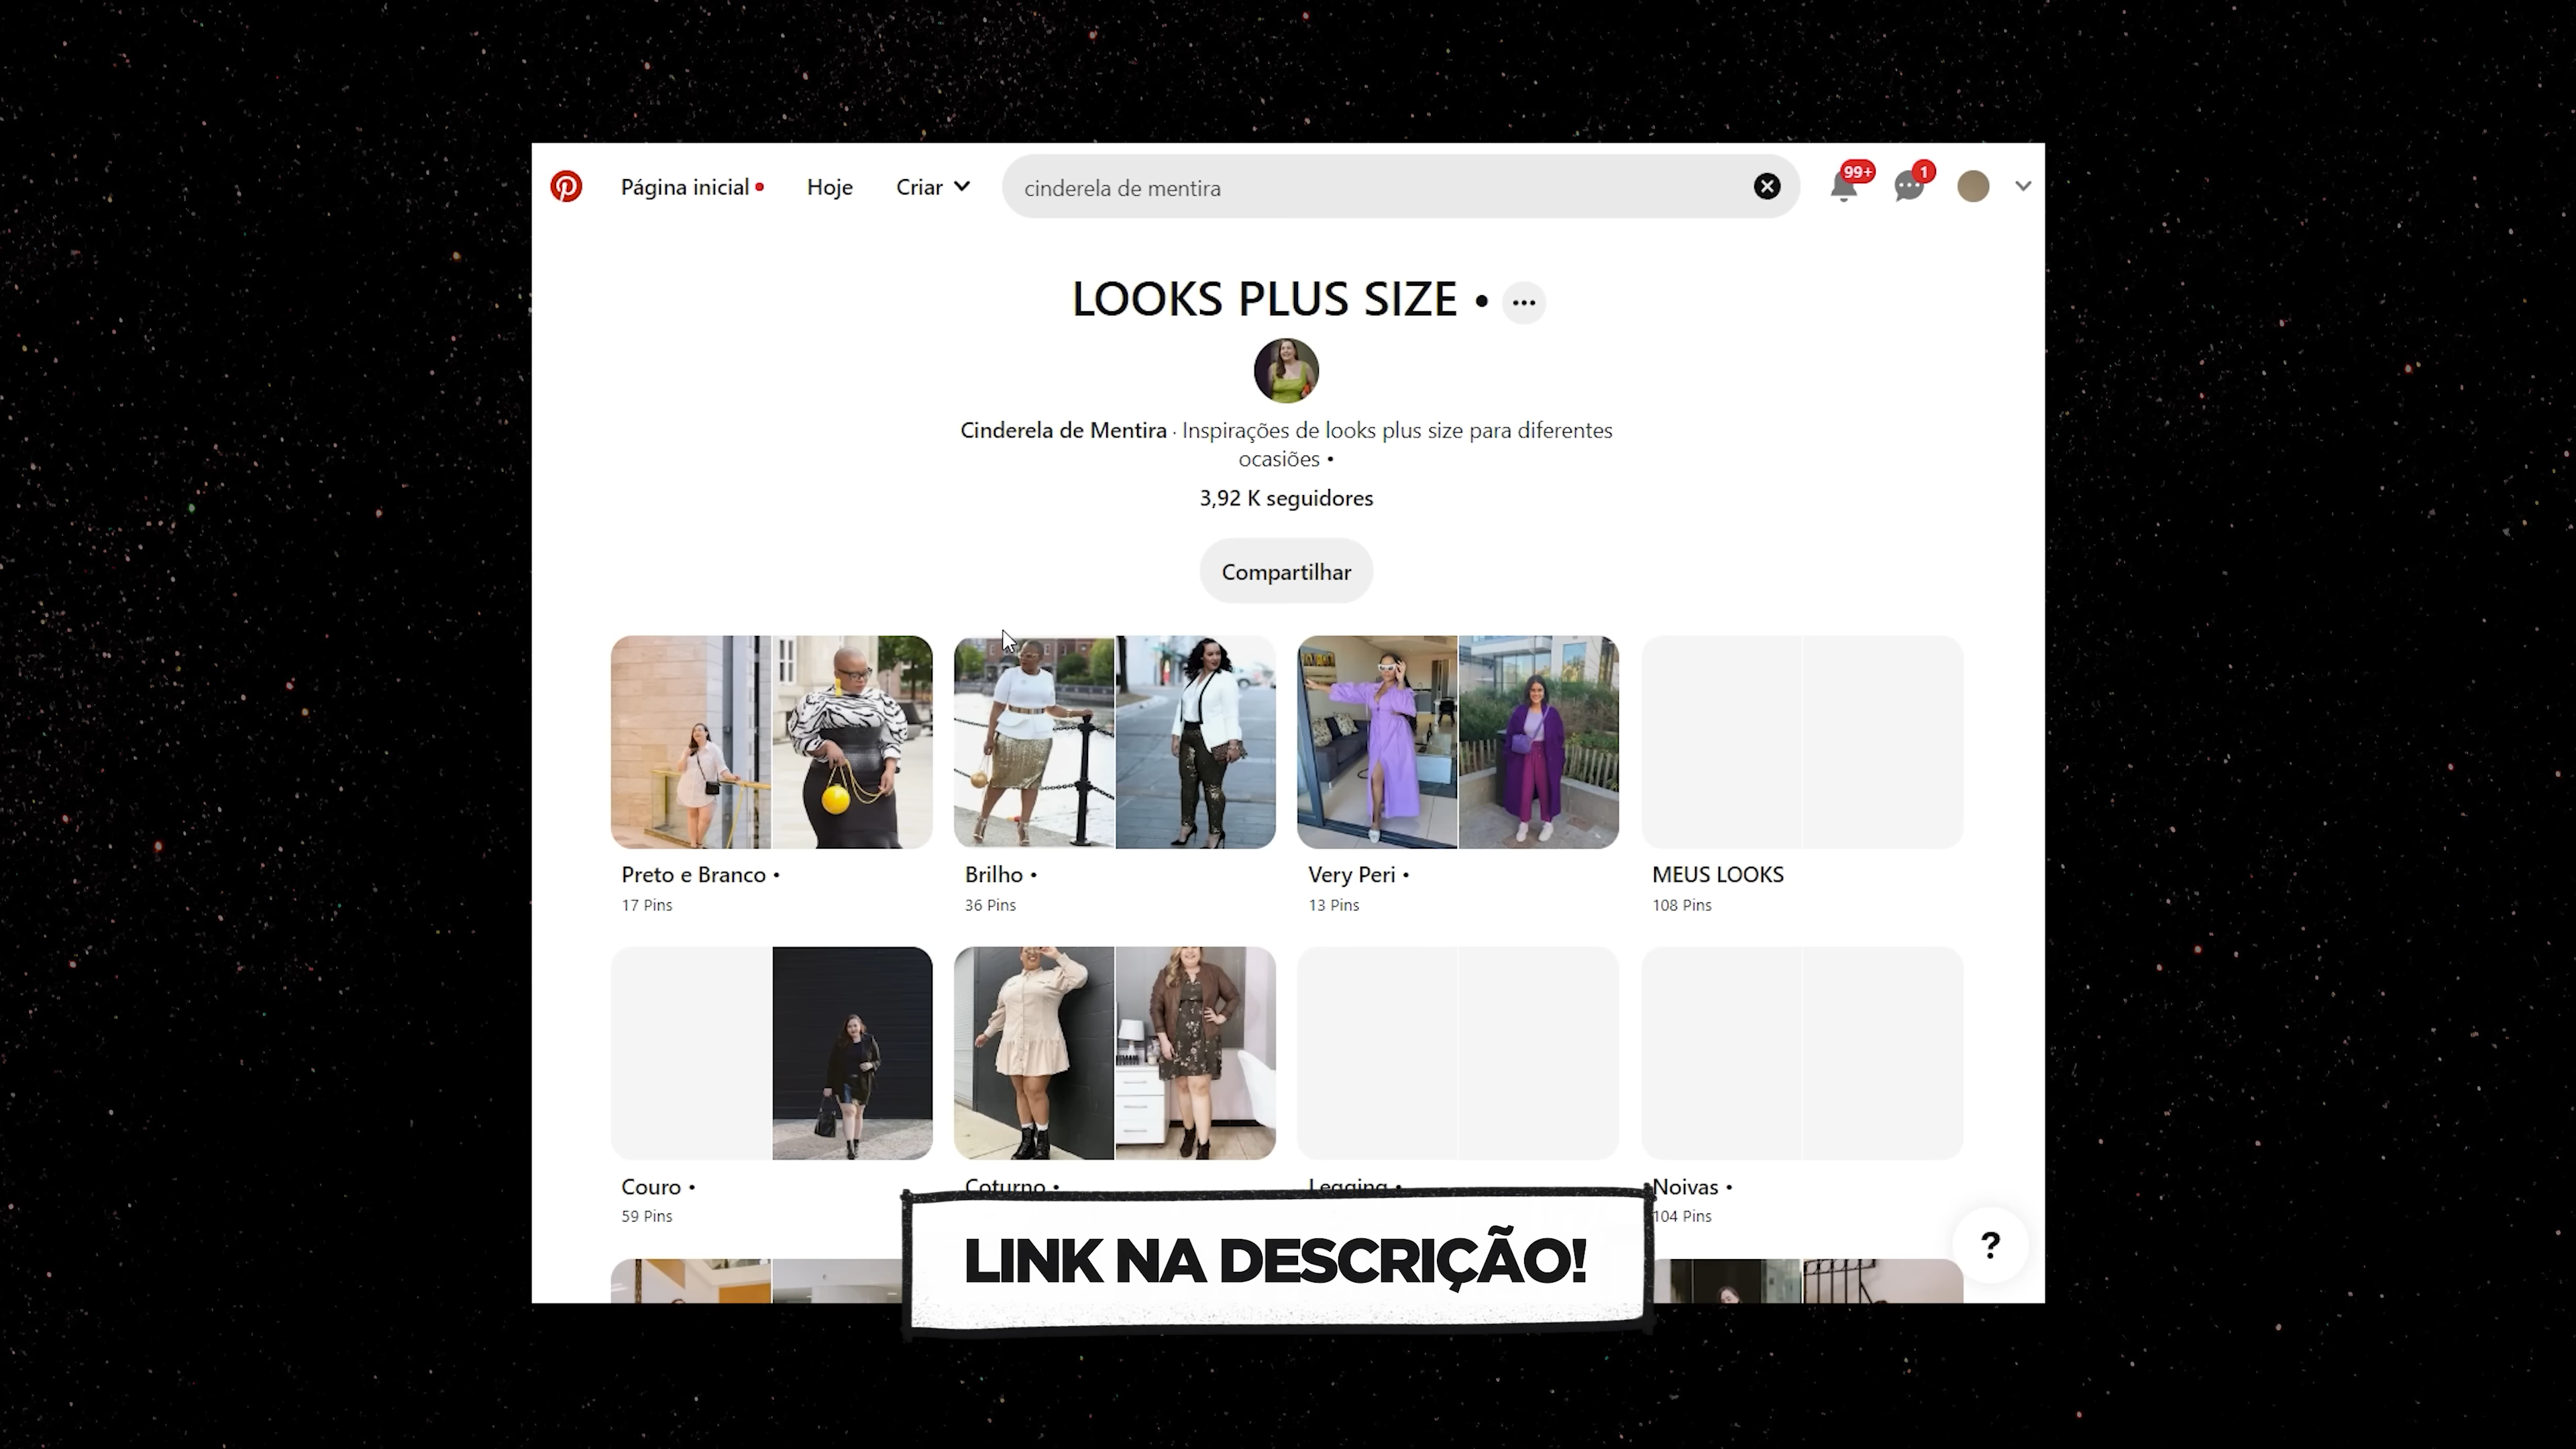 Página inicial
Hoje
Criar
cinderela de mentira
99+
1
LOOKS PLUS SIZE •
Cinderela de Mentira · Inspirações de looks plus size para diferentes
ocasiões •
3,92 K seguidores
Compartilhar
Preto e Branco •
17 Pins
Brilho •
36 Pins
Very Peri •
13 Pins
MEUS LOOKS
108 Pins
Couro •
59 Pins
Coturno •
Legging •
Noivas •
104 Pins
LINK NA DESCRIÇÃO!
?